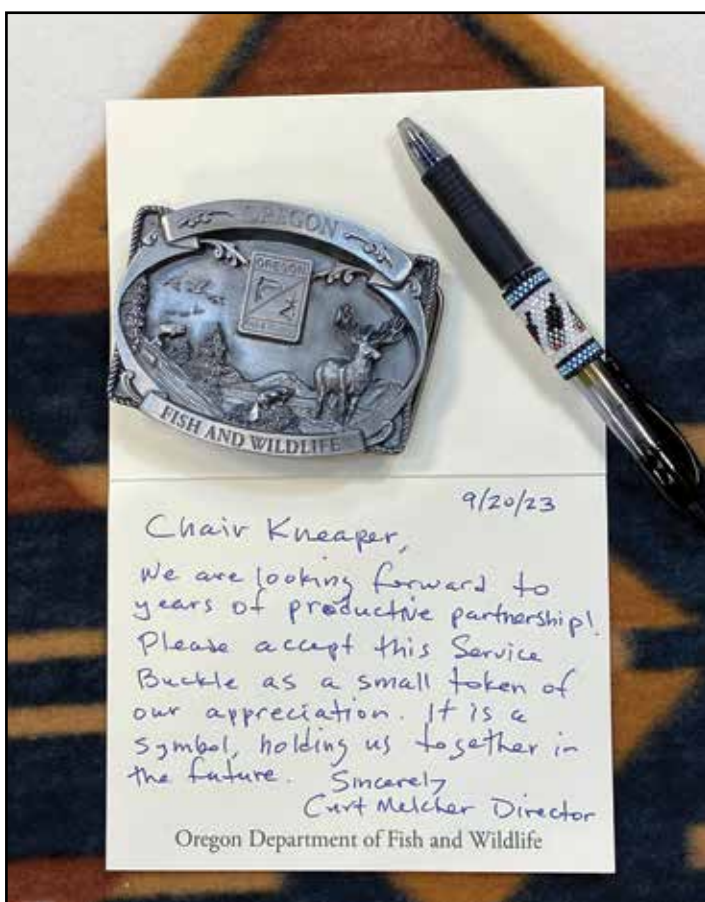 OREGON
OREGON
FISH AND WILDLIFE
9/20/23
Chair Kneaper,
We are looking forward to
years of productive partnership!
Please accept this Service
Buckle as a small token of
our appreciation. It is a
symbol, holding us together in
the future. Sincerely
Curt Melcher Director
Oregon Department of Fish and Wildlife